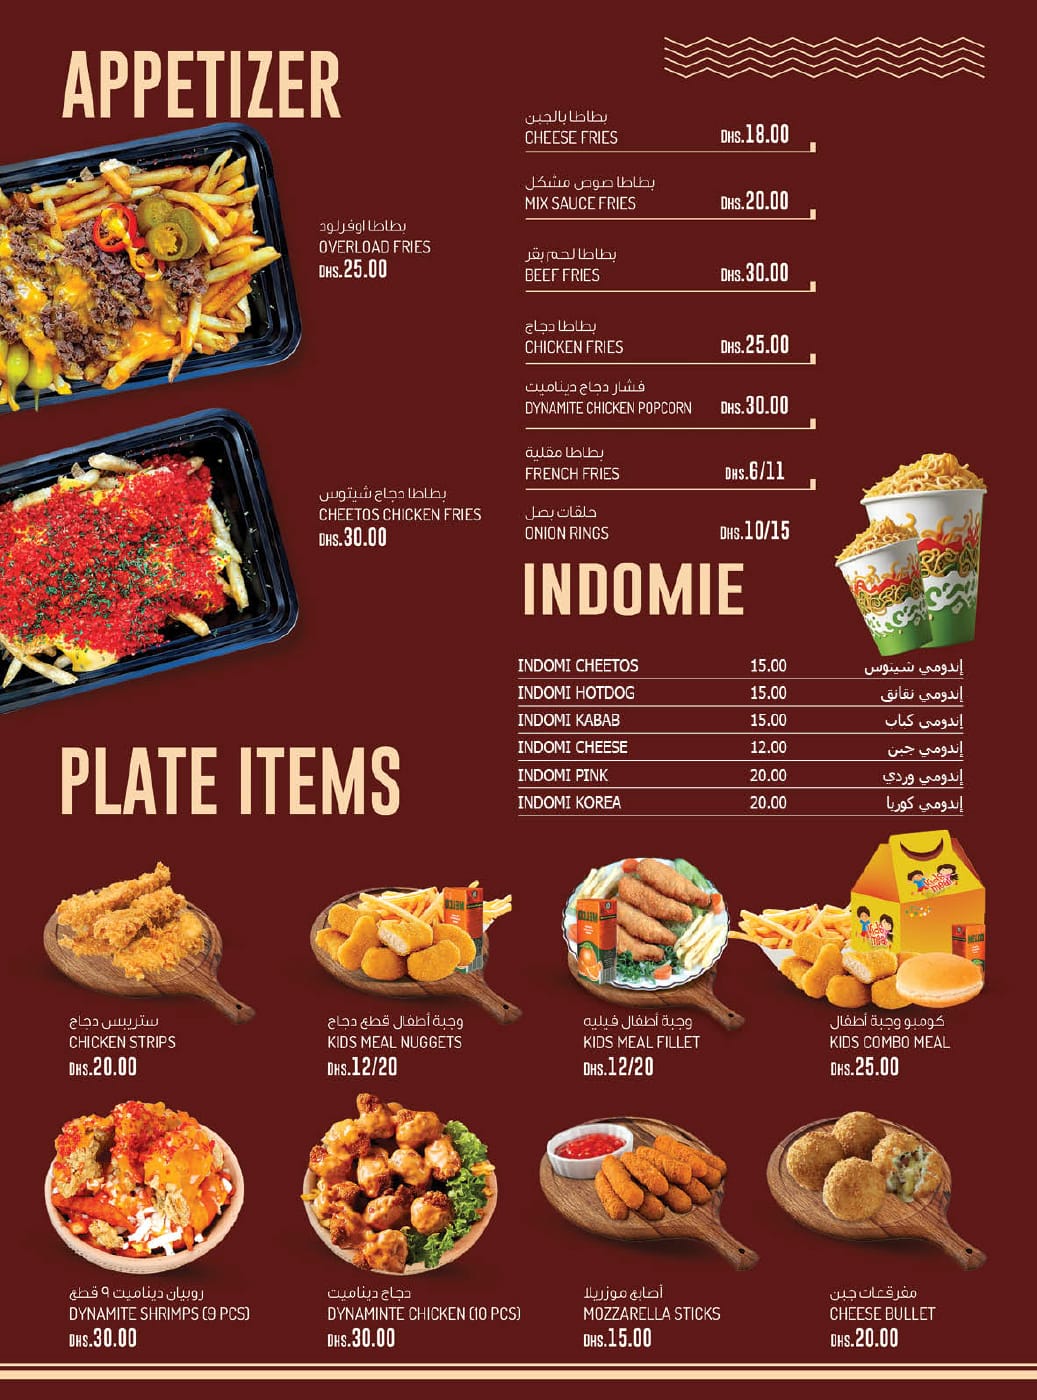 APPETIZER
بطاطا اوفرلود
OVERLOAD FRIES
DHS.25.00
بطاطا دجاج شيتوس
CHEETOS CHICKEN FRIES
DHS.30.00
بطاطا بالجبن
CHEESE FRIES DHS.18.00
بطاطا صوص مشكل
MIX SAUCE FRIES DHS.20.00
بطاطا لحم بقر
BEEF FRIES DHS.30.00
بطاطا دجاج
CHICKEN FRIES DHS.25.00
فشار دجاج ديناميت
DYNAMITE CHICKEN POPCORN DHS.30.00
بطاطا مقلية
FRENCH FRIES DHS.6/11
حلقات بصل
ONION RINGS DHS.10/15
INDOMIE
INDOMI CHEETOS 15.00 إندومي شيتوس
INDOMI HOTDOG 15.00 إندومي نقانق
INDOMI KABAB 15.00 إندومي كباب
INDOMI CHEESE 12.00 إندومي جبن
INDOMI PINK 20.00 إندومي وردي
INDOMI KOREA 20.00 إندومي كوريا
PLATE ITEMS
ستريبس دجاج
CHICKEN STRIPS
DHS.20.00
وجبة أطفال قطع دجاج
KIDS MEAL NUGGETS
DHS.12/20
وجبة أطفال فيليه
KIDS MEAL FILLET
DHS.12/20
كومبو وجبة أطفال
KIDS COMBO MEAL
DHS.25.00
روبيان ديناميت ٩ قطع
DYNAMITE SHRIMPS (9 PCS)
DHS.30.00
دجاج ديناميت
DYNAMINTE CHICKEN (10 PCS)
DHS.30.00
أصابع موزريلا
MOZZARELLA STICKS
DHS.15.00
مفرقعات جبن
CHEESE BULLET
DHS.20.00